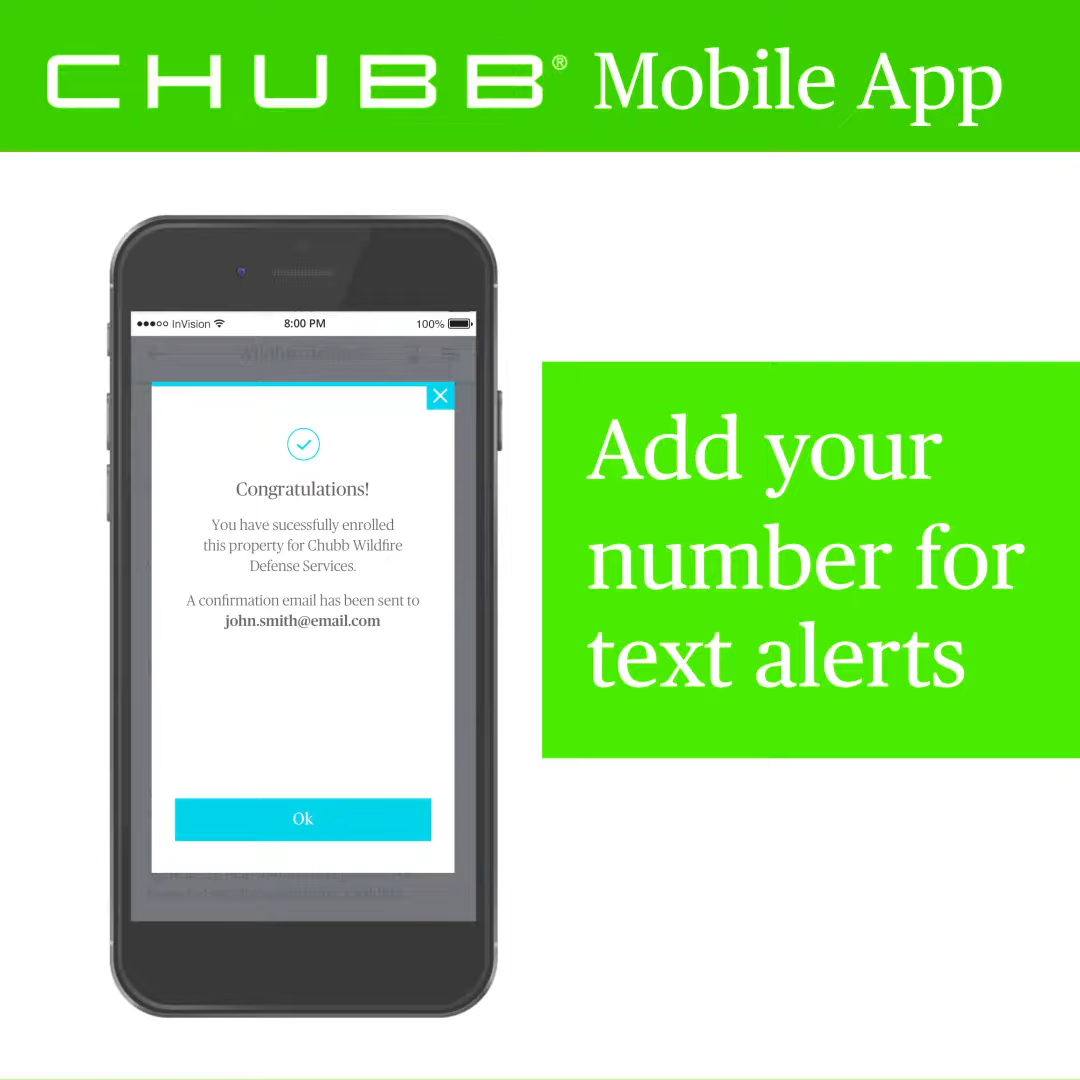 CHUBB® Mobile App
InVision 8:00 PM 100%
Congratulations!
You have sucessfully enrolled
this property for Chubb Wildfire
Defense Services.
A confirmation email has been sent to
john.smith@email.com
Ok
Add your
number for
text alerts